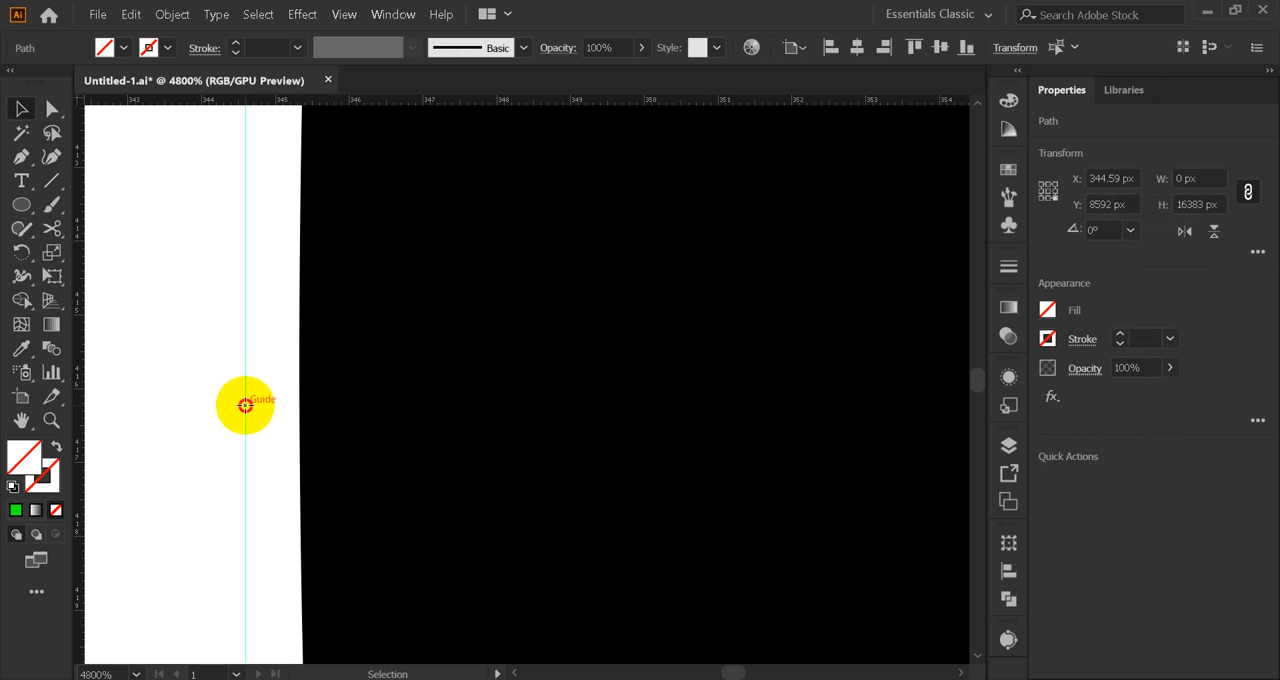 Ai File Edit Object Type Select Effect View Window Help Essentials Classic Search Adobe Stock
Path Stroke: Basic Opacity: 100% Style: Transform
Untitled-1.ai* @ 4800% (RGB/GPU Preview)
343 344 345 346 347 348 349 350 351 352 353 354
Guide
4800% 1 Selection
Properties Libraries
Path
Transform
X: 344.59 px W: 0 px
Y: 8592 px H: 16383 px
0°
Appearance
Fill
Stroke
Opacity 100%
fx.
Quick Actions